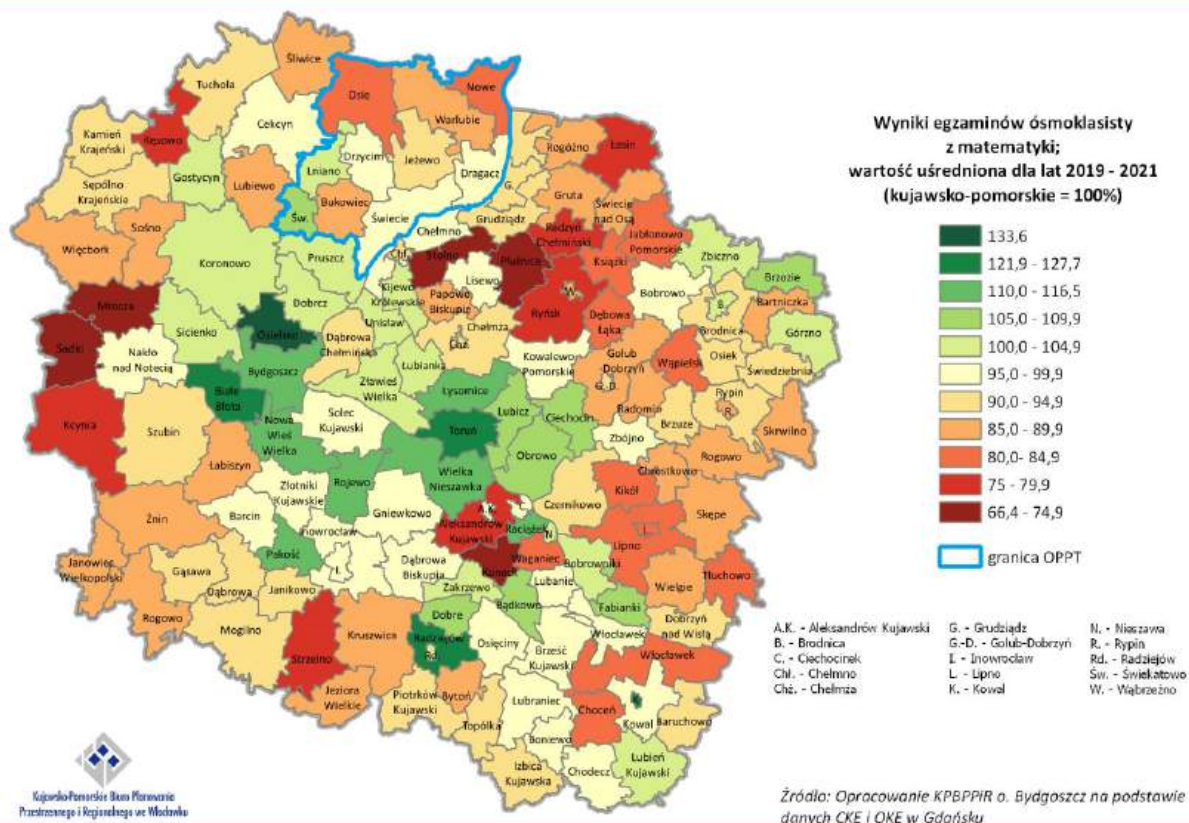 Wyniki egzaminów ósmoklasisty
z matematyki;
wartość uśredniona dla lat 2019 - 2021
(kujawsko-pomorskie = 100%)
133,6
121,9 - 127,7
110,0 - 116,5
105,0 - 109,9
100,0 - 104,9
95,0 - 99,9
90,0 - 94,9
85,0 - 89,9
80,0- 84,9
75 - 79,9
66,4 - 74,9
granica OPPT
Śliwice
Tuchola
Osie
Nowe
Kęsowo
Cekcyn
Warlubie
Kamień
Krajeński
Rogóźno
Łasin
Drzycim
Lniano
Jeżewo
Dragacz
Gostycyn
Sępólno
Krajeńskie
Lubiewo
G.
Gruta
Św.
Bukowiec
Świecie
Grudziądz
Świecie
nad Osą
Sośno
Więcbork
Chełmno
Radzyń
Chełmiński
Jabłonowo
Pomorskie
Koronowo
Pruszcz
Chł.
Stolno
Płużnica
Książki
Zbiczno
Brzozie
Lisewo
Kijewo
Królewskie
Papowo
Biskupie
W.
Bobrowo
B.
Bartniczka
Mrocza
Dobrcz
Ryńsk
Dębowa
Łąka
Brodnica
Górzno
Sicienko
Osielsko
Unisław
Dąbrowa
Chełmińska
Chełmża
Chż.
Sadki
Nakło
nad Notecią
Bydgoszcz
Łubianka
Kowalewo
Pomorskie
Golub
Dobrzyń
G.-D.
Wąpielsk
Osiek
Świedziebnia
Białe
Błota
Zławieś
Wielka
Łysomice
Radomin
Rypin
R.
Kcynia
Szubin
Nowa
Wieś
Wielka
Solec
Kujawski
Toruń
Lubicz
Ciechocin
Zbójno
Brzuze
Skrwilno
Łabiszyn
Obrowo
Rogowo
Rojewo
Wielka
Nieszawka
Chrostkowo
Złotniki
Kujawskie
Gniewkowo
Czernikowo
Kikół
Żnin
Barcin
Inowrocław
A.K.
C.
Aleksandrów
Kujawski
Raciążek
N.
L.
Skępe
Pakość
I.
Lipno
Waganiec
Bobrowniki
Janowiec
Wielkopolski
Gąsawa
Dąbrowa
Janikowo
Dąbrowa
Biskupia
Koneck
Lubanie
Wielgie
Tłuchowo
Zakrzewo
Bądkowo
Fabianki
Rogowo
Mogilno
Strzelno
Kruszwica
Dobre
Radziejów
Rd.
Osięciny
Włocławek
Dobrzyń
nad Wisłą
Brześć
Kujawski
Włocławek
Jeziora
Wielkie
Piotrków
Kujawski
Bytoń
Lubraniec
Choceń
Kowal
Baruchowo
Topólka
Boniewo
Izbica
Kujawska
Chodecz
Lubień
Kujawski
A.K. - Aleksandrów Kujawski
B. - Brodnica
C. - Ciechocinek
Chł. - Chełmno
Chż. - Chełmża
G. - Grudziądz
G.-D. - Golub-Dobrzyń
I. - Inowrocław
L. - Lipno
K. - Kowal
N. - Nieszawa
R. - Rypin
Rd. - Radziejów
Św. - Świekatowo
W. - Wąbrzeźno
Kujawsko-Pomorskie Biuro Planowania
Przestrzennego i Regionalnego we Włocławku
Źródło: Opracowanie KPBPPiR o. Bydgoszcz na podstawie
danych CKE i OKE w Gdańsku